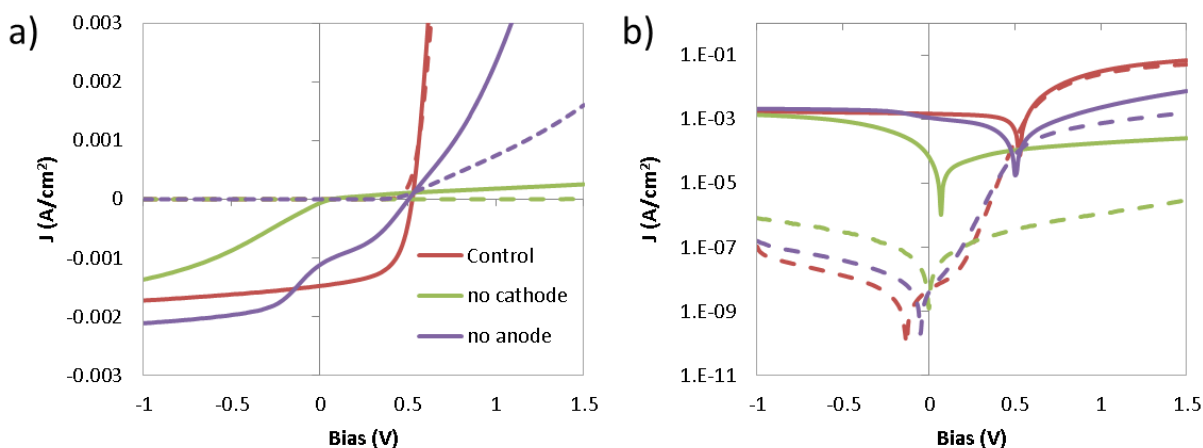 a)
0.003
0.002
0.001
0
-0.001
-0.002
-0.003
J (A/cm²)
-1
-0.5
0
0.5
1
1.5
Bias (V)
Control
no cathode
no anode
b)
1.E-01
1.E-03
1.E-05
1.E-07
1.E-09
1.E-11
J (A/cm²)
-1
-0.5
0
0.5
1
1.5
Bias (V)